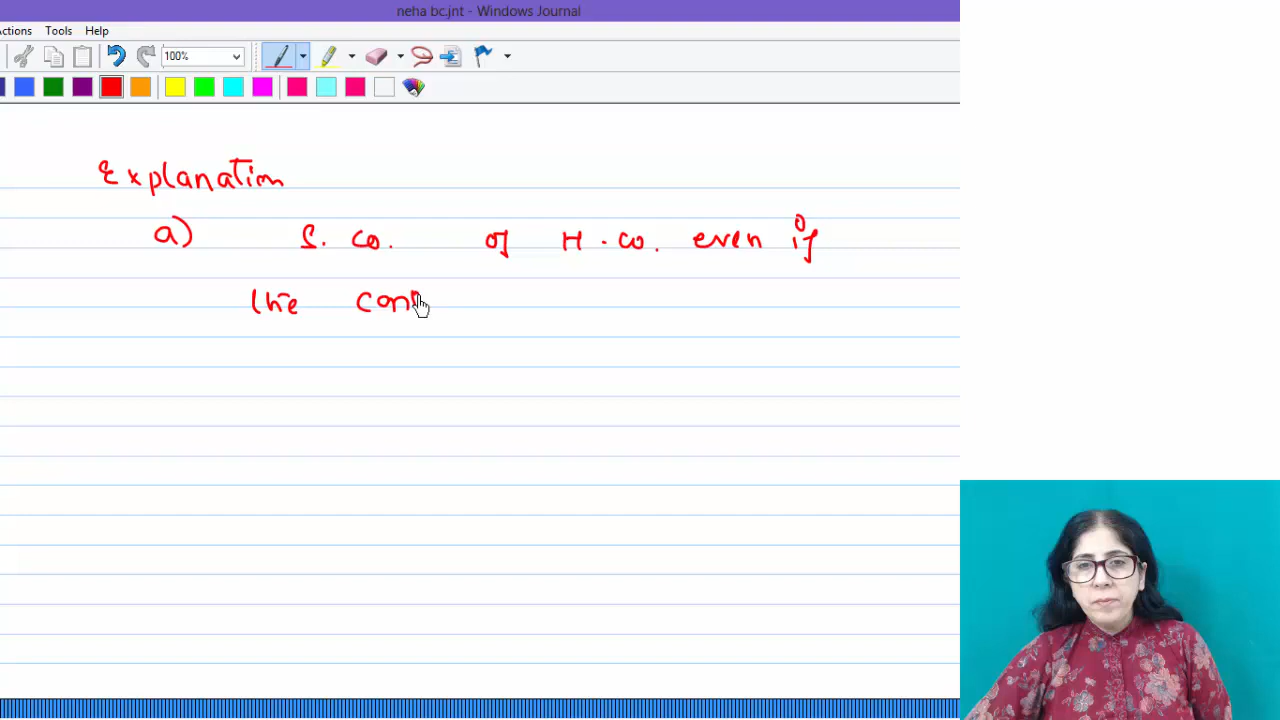 neha bc.jnt - Windows Journal
Actions Tools Help
100%
Explanation
a) S. Co. of H. Co. even if
the con